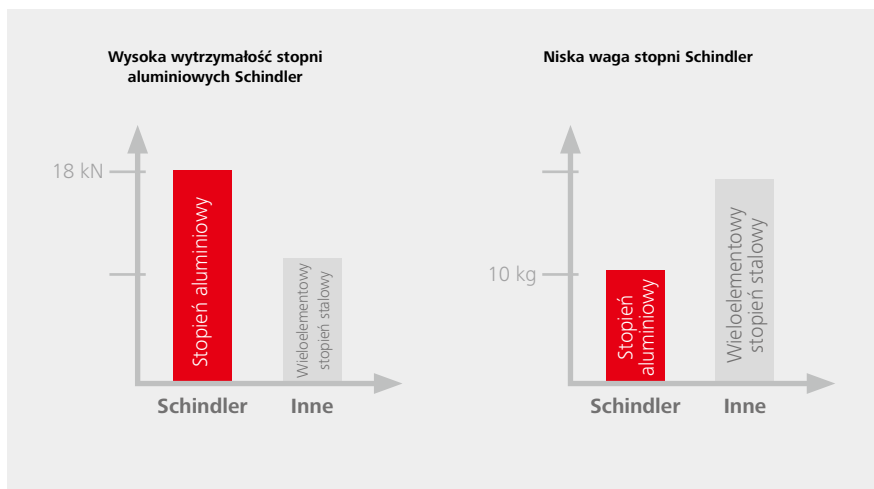 Wysoka wytrzymałość stopni
aluminiowych Schindler
18 kN
Stopień aluminiowy
Wieloelementowy
stopień stalowy
Schindler
Inne
Niska waga stopni Schindler
10 kg
Stopień
aluminiowy
Wieloelementowy
stopień stalowy
Schindler
Inne